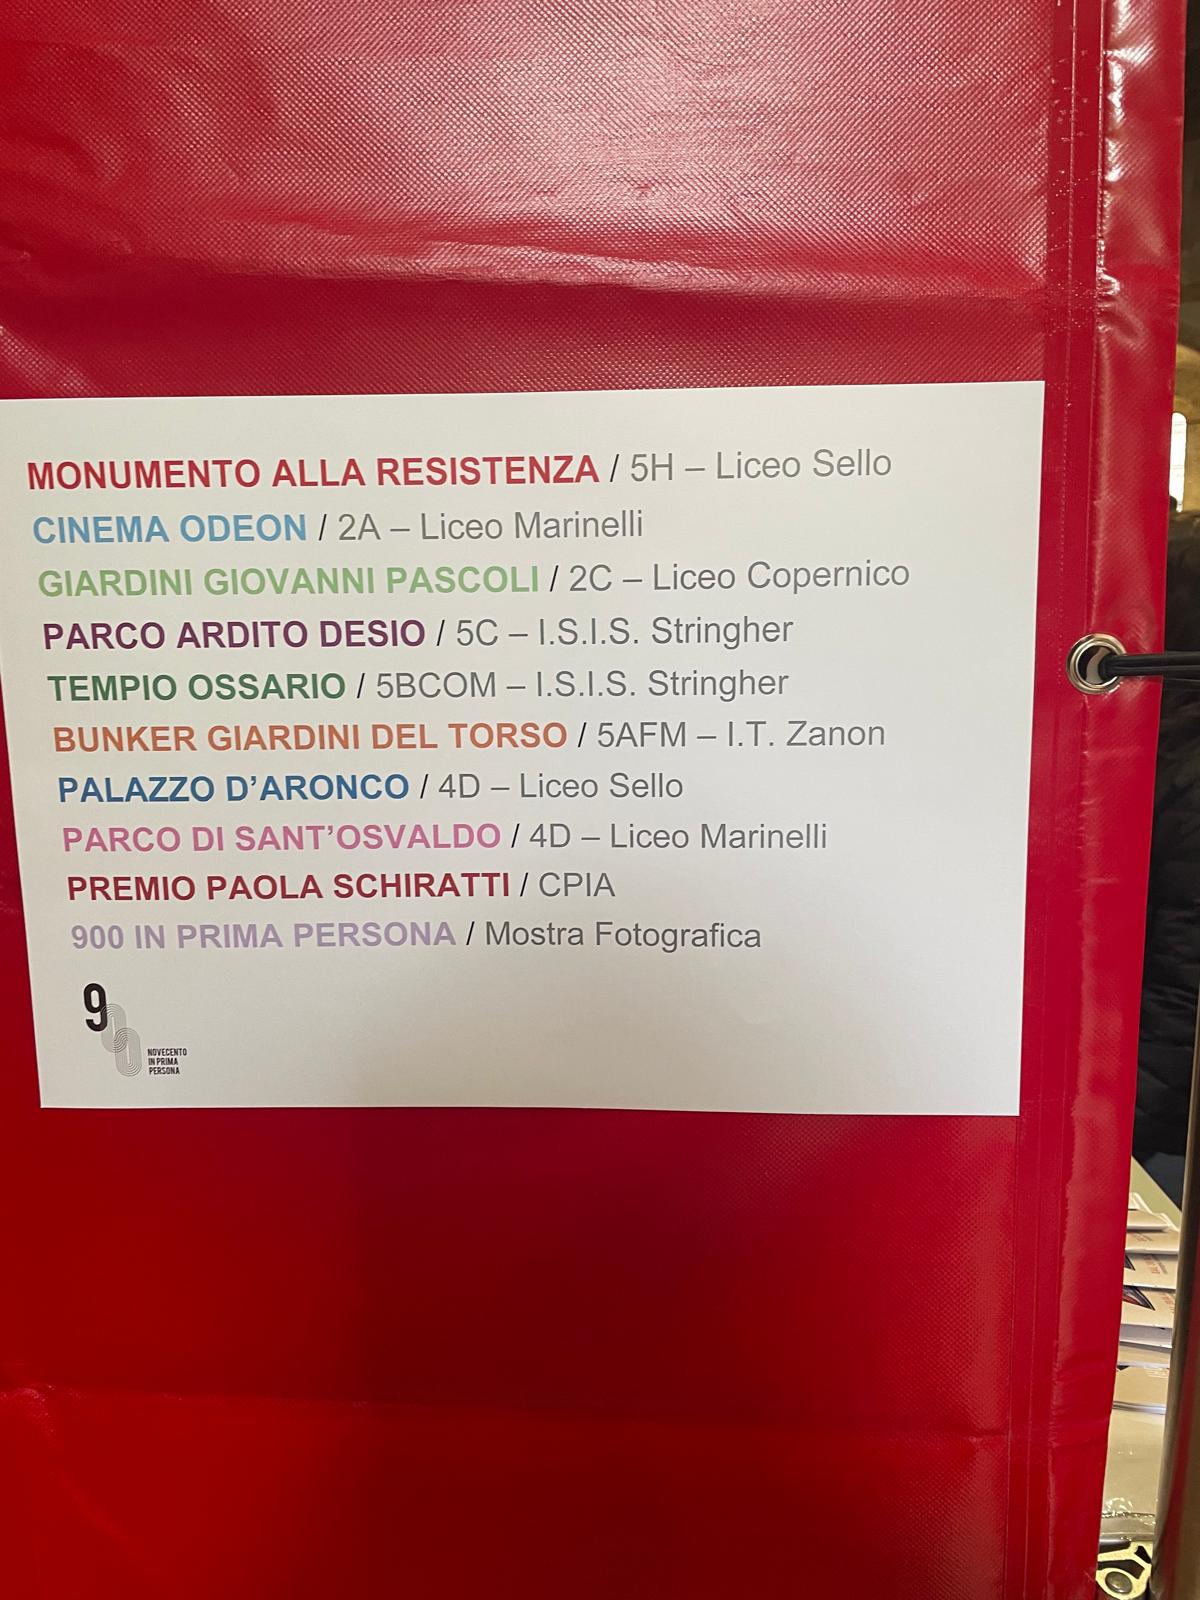 MONUMENTO ALLA RESISTENZA / 5H – Liceo Sello
CINEMA ODEON / 2A – Liceo Marinelli
GIARDINI GIOVANNI PASCOLI / 2C – Liceo Copernico
PARCO ARDITO DESIO / 5C – I.S.I.S. Stringher
TEMPIO OSSARIO / 5BCOM – I.S.I.S. Stringher
BUNKER GIARDINI DEL TORSO / 5AFM – I.T. Zanon
PALAZZO D’ARONCO / 4D – Liceo Sello
PARCO DI SANT’OSVALDO / 4D – Liceo Marinelli
PREMIO PAOLA SCHIRATTI / CPIA
900 IN PRIMA PERSONA / Mostra Fotografica
900
NOVECENTO
IN PRIMA
PERSONA